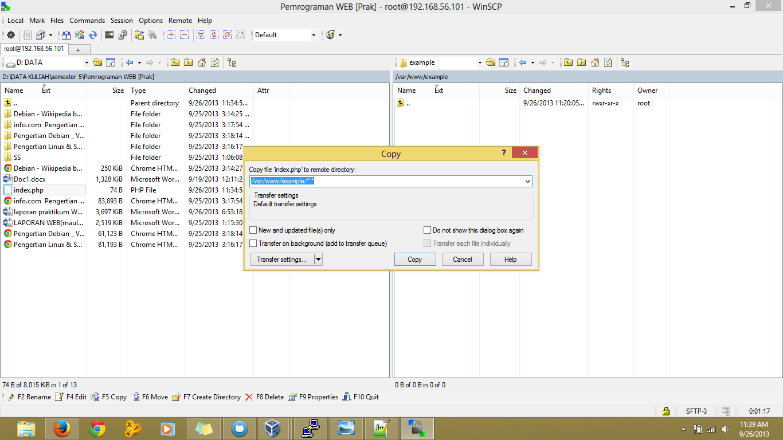 Pemrograman WEB [Prak] - root@192.168.56.101 - WinSCP
Local Mark Files Commands Session Options Remote Help
Default
root@192.168.56.101
D: DATA
example
D:\DATA KULIAH\semester 5\Pemrograman WEB [Prak]
/var/www/example
Name Ext Size Type Changed Attr
Name Ext Size Changed Rights Owner
.. Parent directory 9/26/2013 11:34:5...
.. 9/26/2013 11:20:05... rwxr-xr-x root
Debian - Wikipedia b... File folder 9/25/2013 3:14:25 ...
info.com Pengertian ... File folder 9/25/2013 3:17:54 ...
Pengertian Debian _ V... File folder 9/25/2013 3:18:14 ...
Pengertian Linux & S... File folder 9/25/2013 3:16:17...
SS File folder 9/25/2013 1:06:08...
Debian - Wikipedia b... 250 KiB Chrome HTM... 9/25/2013 3:14:27
Doc1.docx 1,328 KiB Microsoft Wor... 9/19/2013 12:11:2
index.php 74 B PHP File 9/26/2013 11:34:5
info.com Pengertian ... 83,893 B Chrome HTM... 9/25/2013 3:17:54
laporan praktikum W... 3,697 KiB Microsoft Wor... 9/26/2013 6:53:18
LAPORAN WEB(maul... 2,519 KiB Microsoft Wor... 9/25/2013 1:15:30
Pengertian Debian _ ... 61,123 B Chrome HTM... 9/25/2013 3:18:14
Pengertian Linux & S... 81,193 B Chrome HTM... 9/25/2013 3:16:17
Copy
?
Copy file 'index.php' to remote directory:
/var/www/example/*.*
Transfer settings
Default transfer settings
New and updated file(s) only
Do not show this dialog box again
Transfer on background (add to transfer queue)
Transfer each file individually
Transfer settings...
Copy
Cancel
Help
74 B of 8,015 KiB in 1 of 13
0 B of 0 B in 0 of 0
F2 Rename F4 Edit F5 Copy F6 Move F7 Create Directory F8 Delete F9 Properties F10 Quit
SFTP-3 0:01:17
11:39 AM
9/26/2013